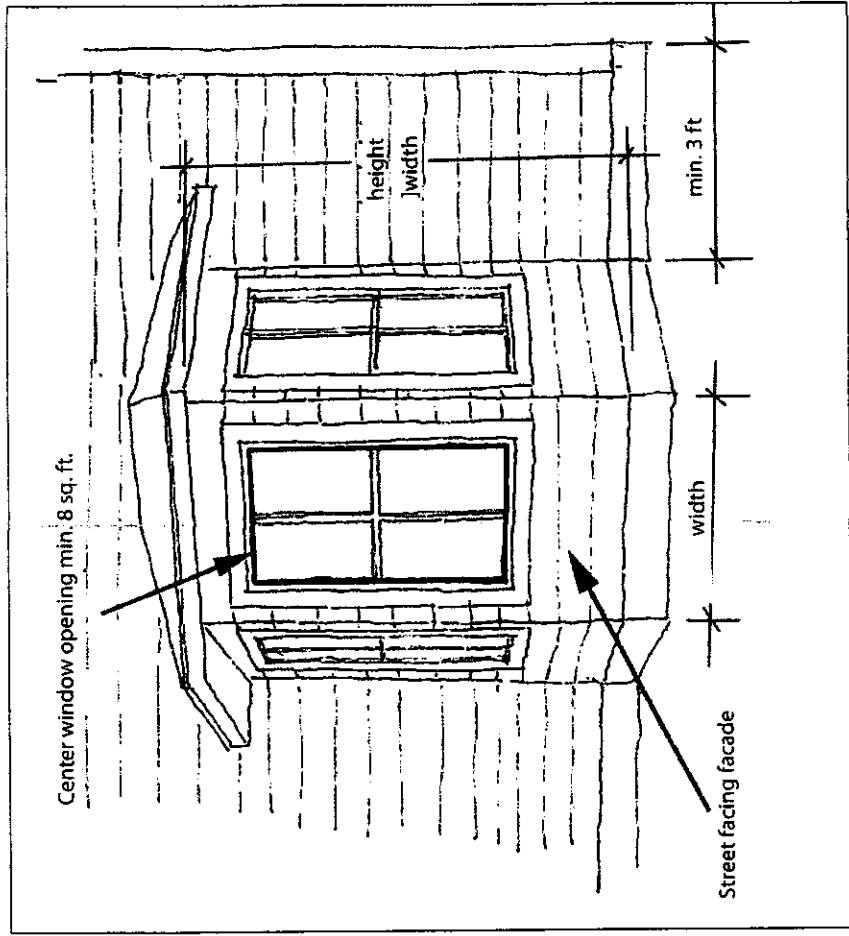 Center window opening min. 8 sq. ft.
height
]width
min. 3 ft
width
Street facing facade